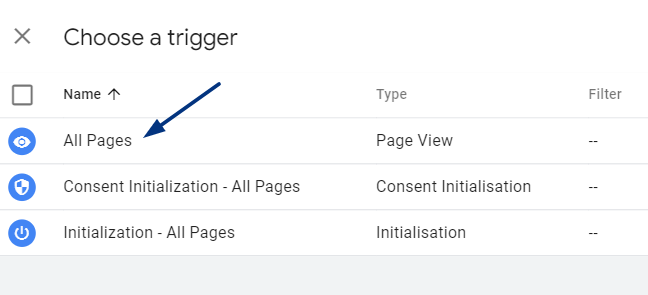 Choose a trigger
Name Type Filter
All Pages Page View --
Consent Initialization - All Pages Consent Initialisation --
Initialization - All Pages Initialisation --